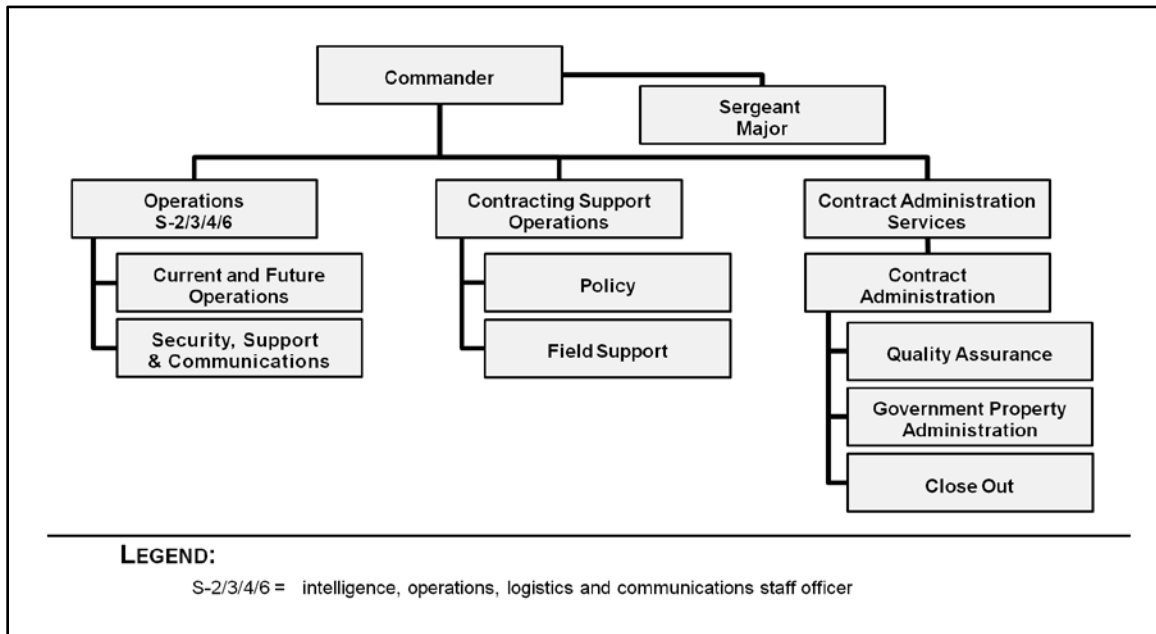 Commander
Sergeant
Major
Operations
S-2/3/4/6
Contracting Support
Operations
Contract Administration
Services
Current and Future
Operations
Policy
Contract
Administration
Security, Support
& Communications
Field Support
Quality Assurance
Government Property
Administration
Close Out
LEGEND:
S-2/3/4/6 = intelligence, operations, logistics and communications staff officer